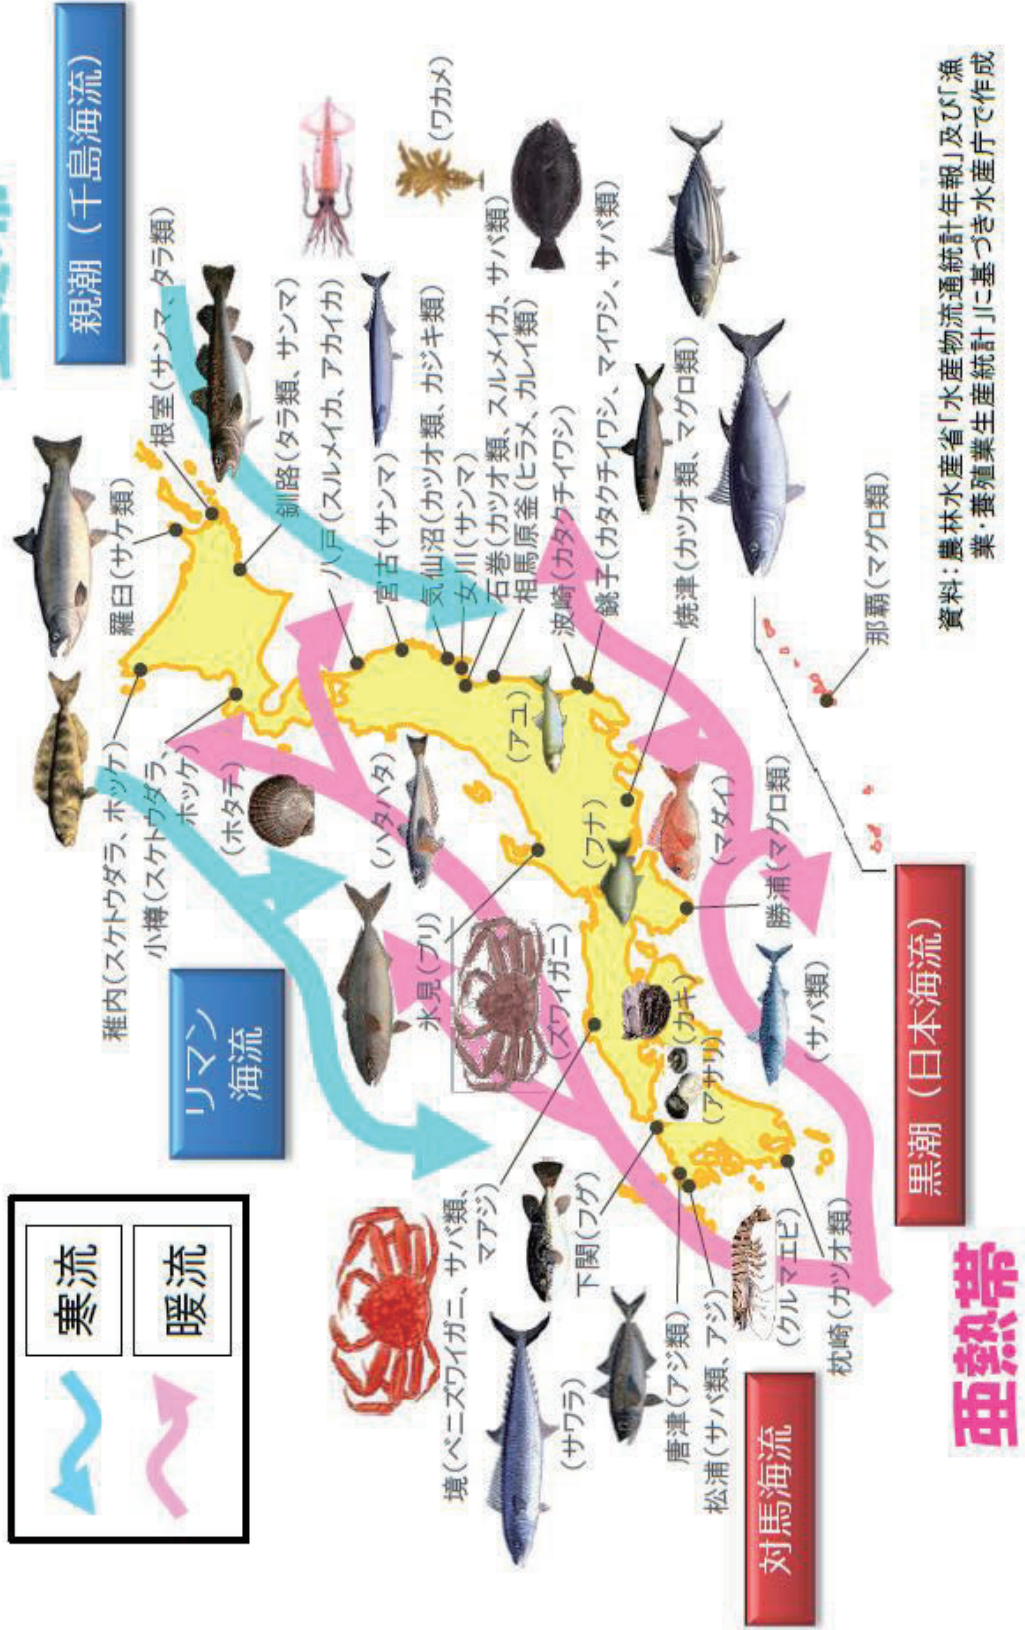 寒流
暖流
リマン
海流
親潮（千島海流）
対馬海流
黒潮（日本海流）
亜熱帯
羅臼(サケ類)
根室(サンマ、タラ類)
釧路(タラ類、サンマ)
八戸(スルメイカ、アカイカ)
宮古(サンマ)
気仙沼(カツオ類、カジキ類)
女川(サンマ)
石巻(カツオ類、スルメイカ、サバ類)
相馬原釜(ヒラメ、カレイ類)
波崎(カタクチイワシ)
銚子(カタクチイワシ、マイワシ、サバ類)
焼津(カツオ類、マグロ類)
那覇(マグロ類)
(ワカメ)
稚内(スケトウダラ、ホッケ)
小樽(スケトウダラ、
ホッケ)
(ホタテ)
(ハタハタ)
(アユ)
(フナ)
(マダイ)
勝浦(マグロ類)
氷見(ブリ)
(ズワイガニ)
(カキ)
(アサリ)
(サバ類)
境(ベニズワイガニ、サバ類、
マアジ)
下関(フグ)
(サワラ)
唐津(アジ類)
松浦(サバ類、アジ)
(クルマエビ)
枕崎(カツオ類)
資料：農林水産省「水産物流通統計年報」及び「漁
業・養殖業生産統計」に基づき水産庁で作成